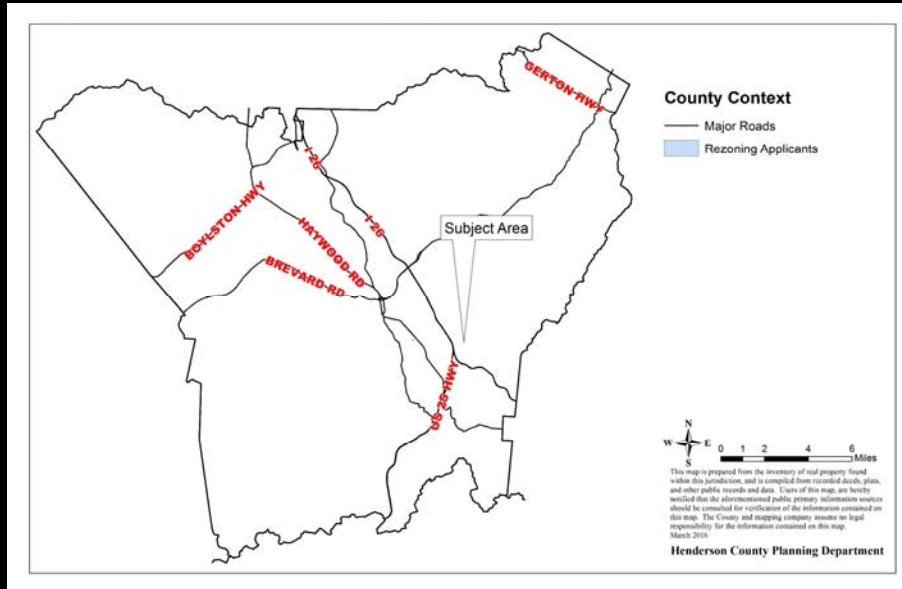 GERTON HWY
County Context
Major Roads
Rezoning Applicants
I-26
BOYLSTON HWY
I-26
HAYWOOD RD
Subject Area
BREVARD RD
US 25 HWY
N
W E
S
0 1 2 4 6
Miles
This map is prepared from the inventory of real property found
within this jurisdiction, and is compiled from recorded deeds, plats,
and other public records and data. Users of this map, are hereby
notified that the aforementioned public primary information sources
should be consulted for verification of the information contained on
this map. The County and mapping company assume no legal
responsibility for the information contained on this map.
March 2016
Henderson County Planning Department